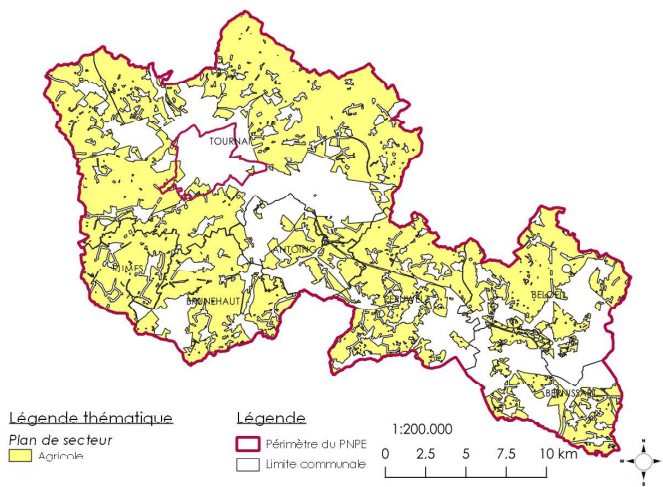 TOURNAI
ANTOING
RUMES
BRUNEHAUT
PERUWELZ
BELOEIL
BERNISSART
Légende thématique
Plan de secteur
Agricole
Légende
Périmètre du PNPE
Limite communale
1:200.000
0 2.5 5 7.5 10 km
N
W E
S